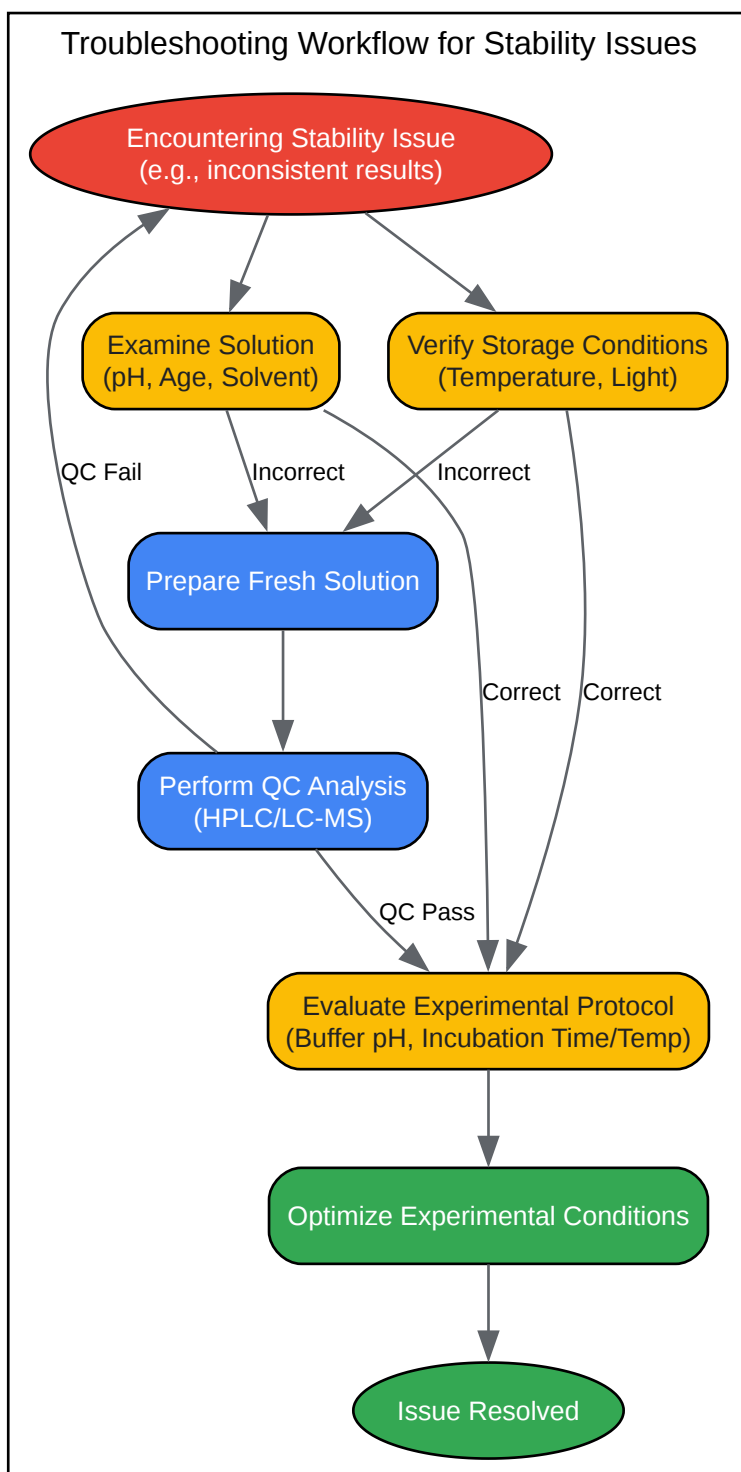 Troubleshooting Workflow for Stability Issues
Encountering Stability Issue
(e.g., inconsistent results)
Examine Solution
(pH, Age, Solvent)
Verify Storage Conditions
(Temperature, Light)
QC Fail
Incorrect
Incorrect
Prepare Fresh Solution
Correct
Correct
Perform QC Analysis
(HPLC/LC-MS)
QC Pass
Evaluate Experimental Protocol
(Buffer pH, Incubation Time/Temp)
Optimize Experimental Conditions
Issue Resolved